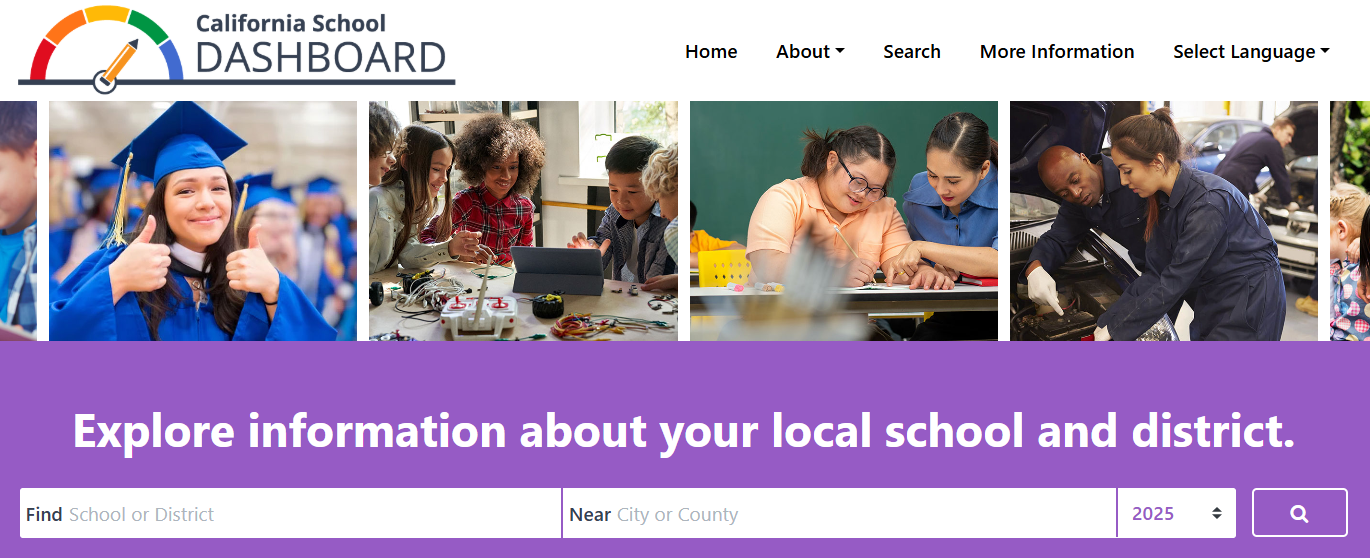 California School
DASHBOARD
Home About Search More Information Select Language
Explore information about your local school and district.
Find School or District Near City or County 2025